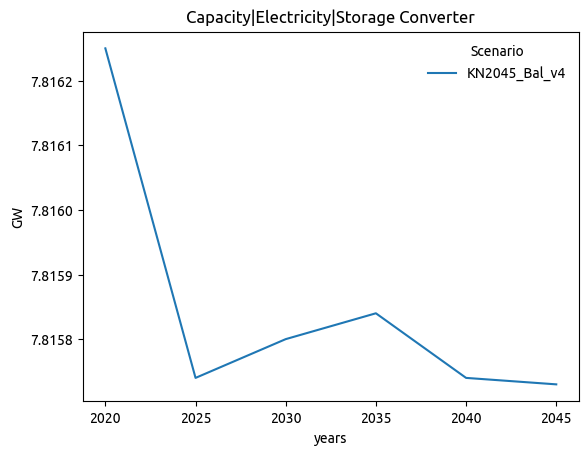 Capacity|Electricity|Storage Converter
Scenario
KN2045_Bal_v4
7.8162
7.8161
7.8160
7.8159
7.8158
GW
2020 2025 2030 2035 2040 2045
years